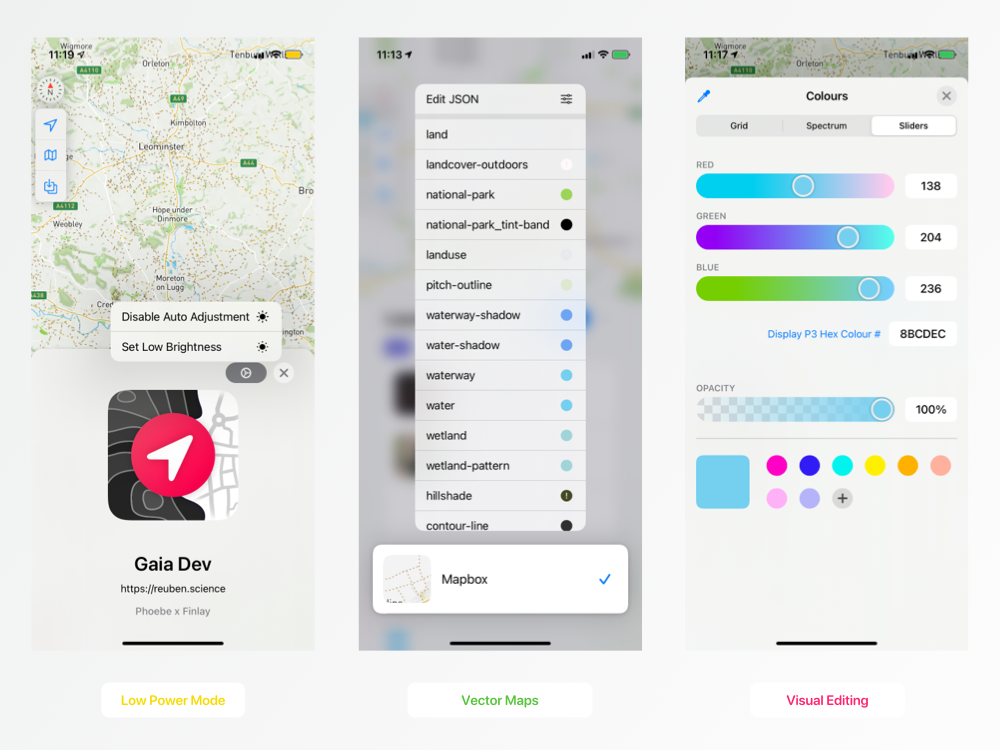 11:19
Wigmore
Orleton
Tenbury Wells
A4110
A49
N
Kimbolton
Leominster
A44
Bro
A4112
Weobley
Hope under
Dinmore
Moreton
on Lugg
Cred
Disable Auto Adjustment
Set Low Brightness
Gaia Dev
https://reuben.science
Phoebe x Finlay
Low Power Mode
11:13
Edit JSON
land
landcover-outdoors
national-park
national-park_tint-band
landuse
pitch-outline
waterway-shadow
water-shadow
waterway
water
wetland
wetland-pattern
hillshade
contour-line
Mapbox
Vector Maps
11:17
Wigmore
Orleton
A4110
Colours
Grid
Spectrum
Sliders
RED
138
GREEN
204
BLUE
236
Display P3 Hex Colour #
8BCDEC
OPACITY
100%
Visual Editing